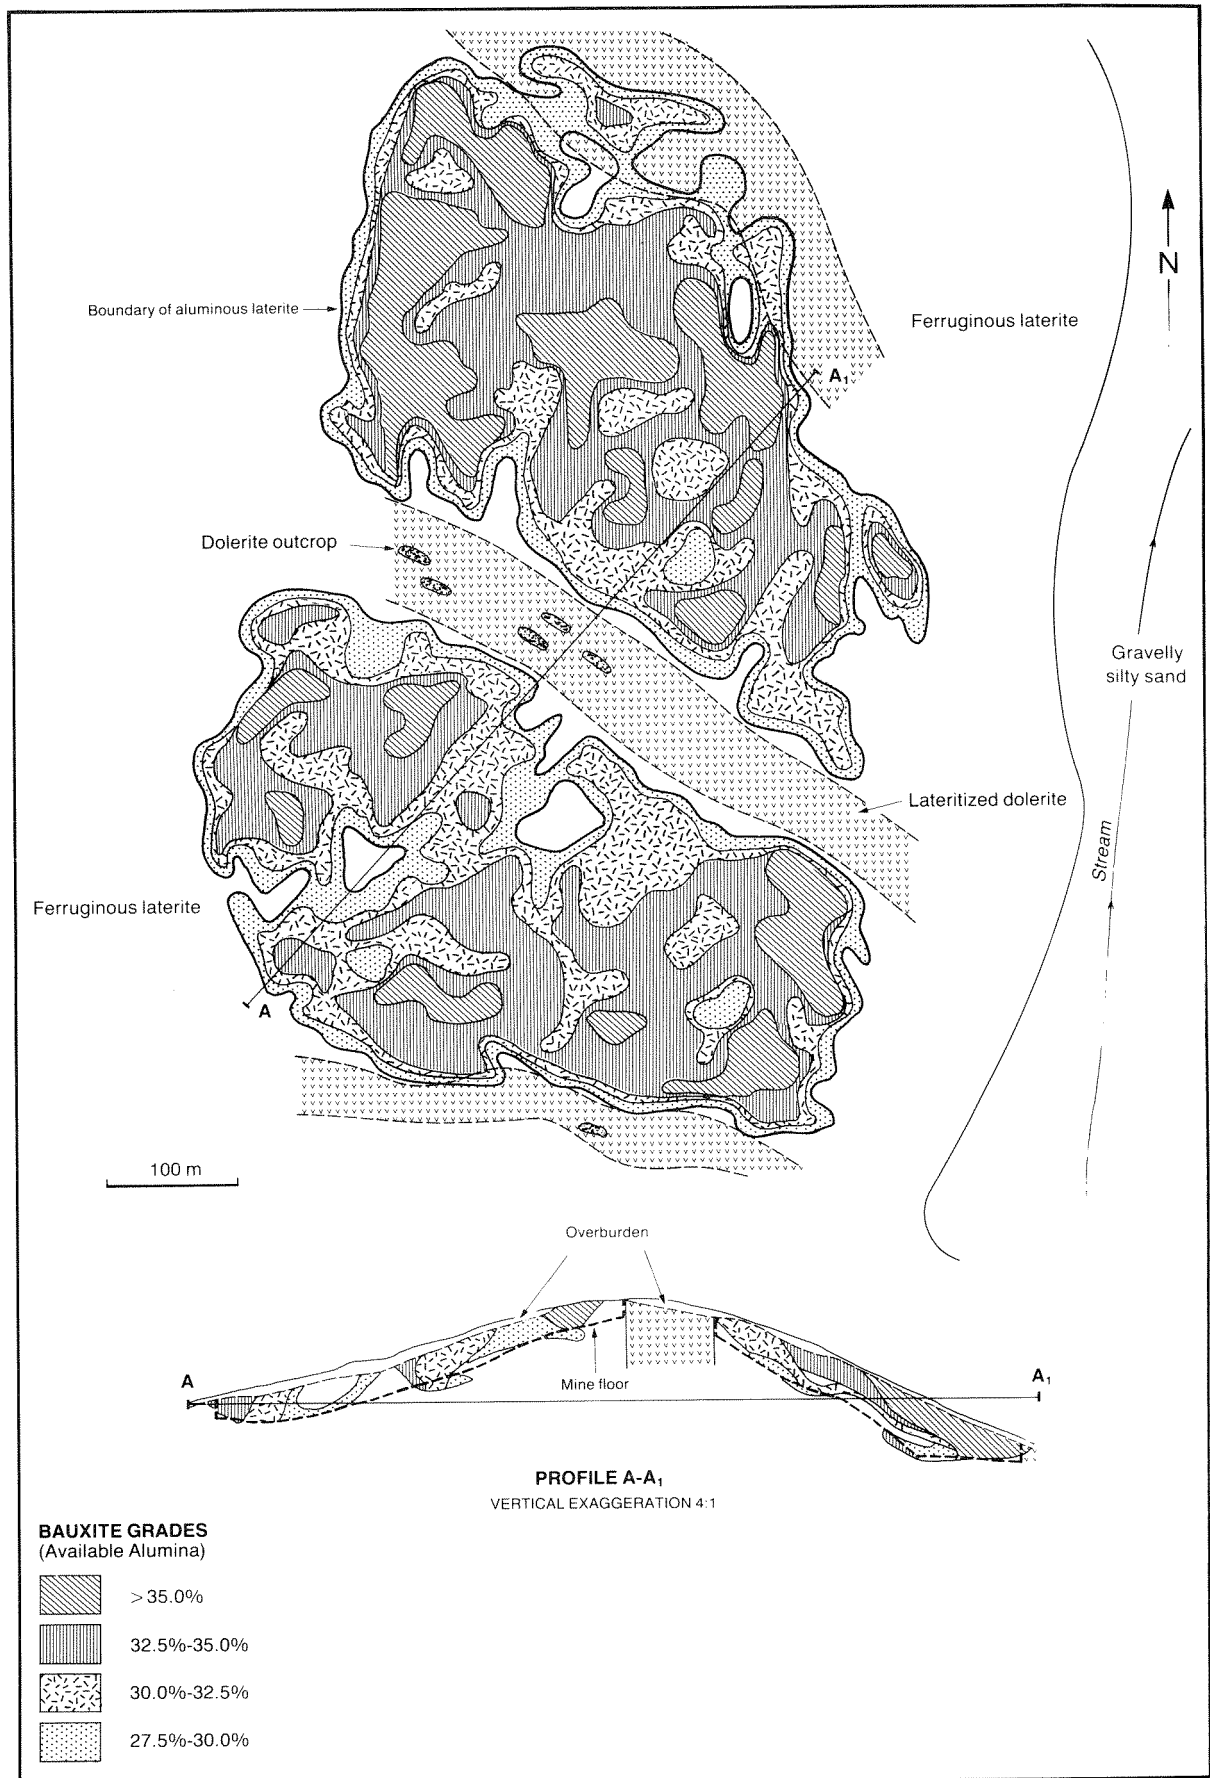 N
Boundary of aluminous laterite
Ferruginous laterite
A₁
Dolerite outcrop
Gravelly
silty sand
Lateritized dolerite
Stream
Ferruginous laterite
A
100 m
Overburden
A
Mine floor
A₁
PROFILE A-A₁
VERTICAL EXAGGERATION 4:1
BAUXITE GRADES
(Available Alumina)
>35.0%
32.5%-35.0%
30.0%-32.5%
27.5%-30.0%